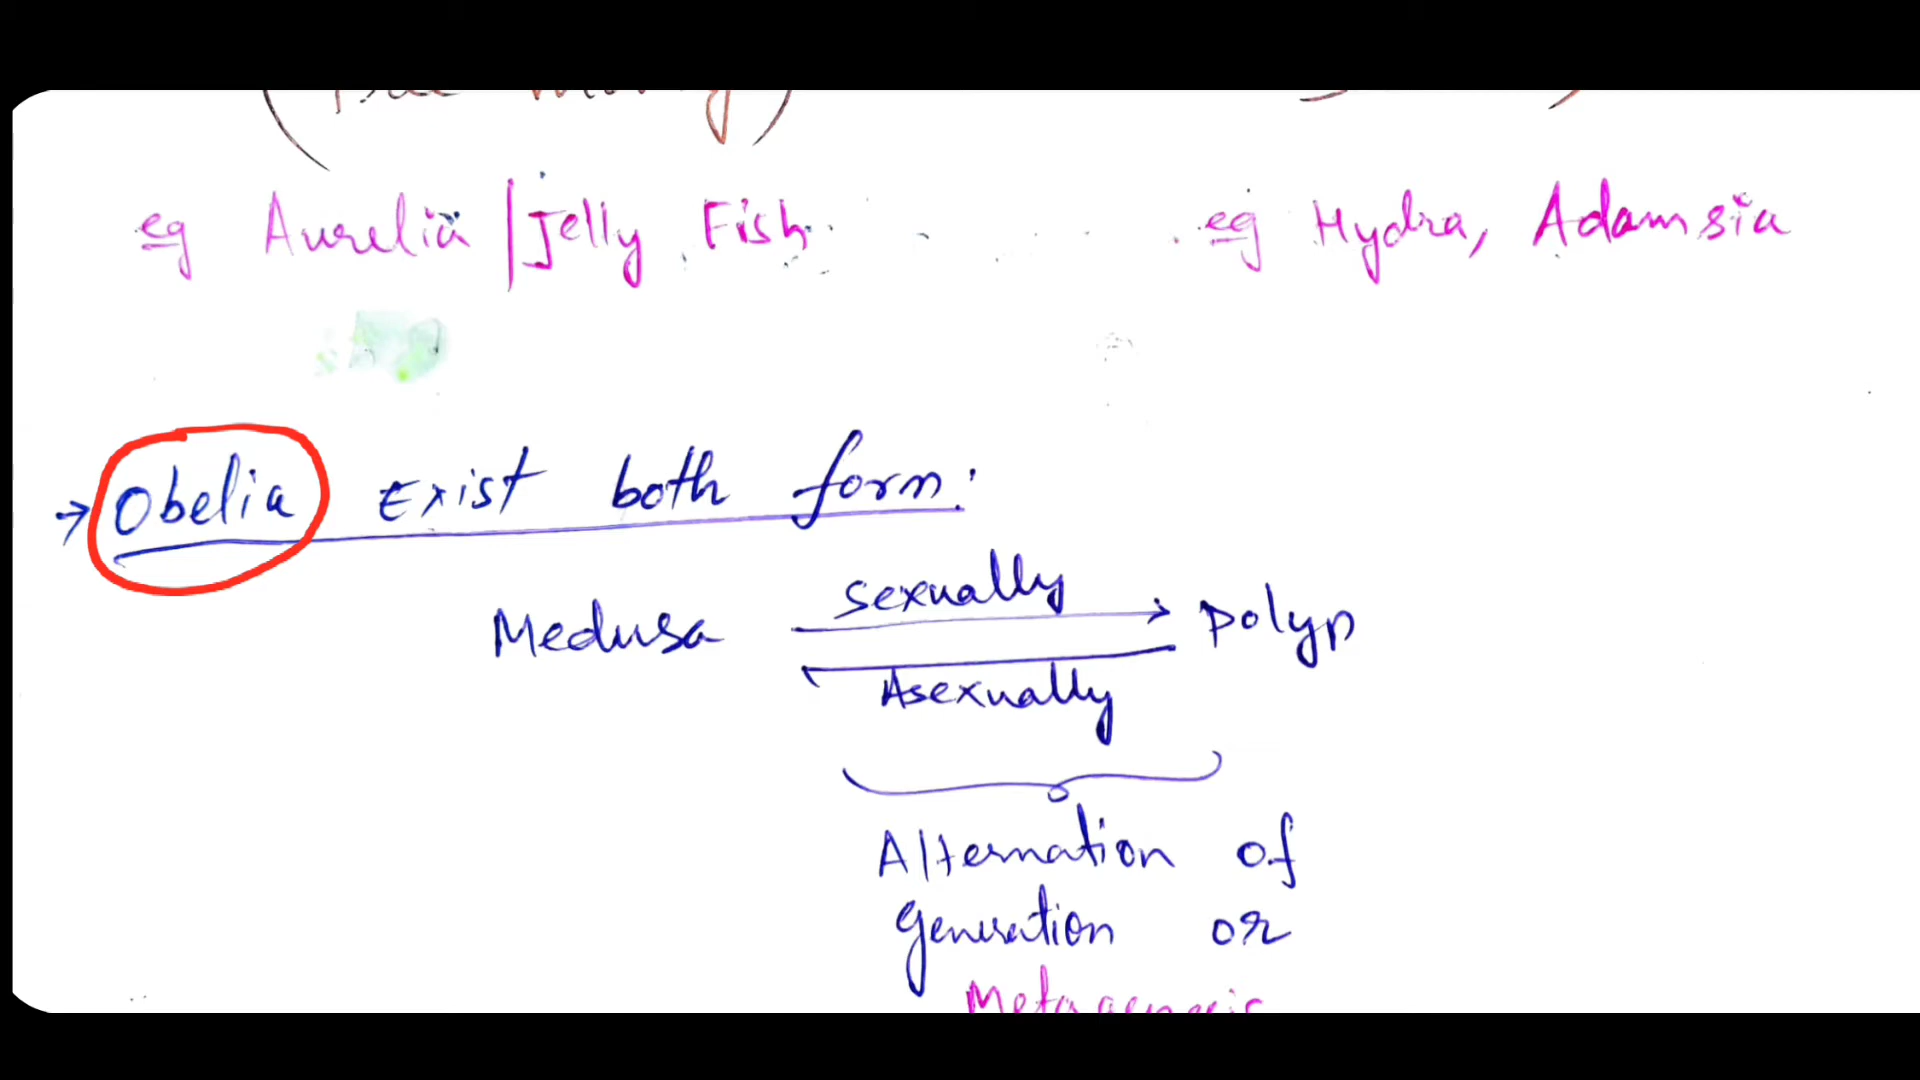 eg Aurelia | Jelly Fish
eg Hydra, Adamsia
→ Obelia Exist both form:
sexually
Medusa polyp
Asexually
Alternation of
Generation or
Metagenesis